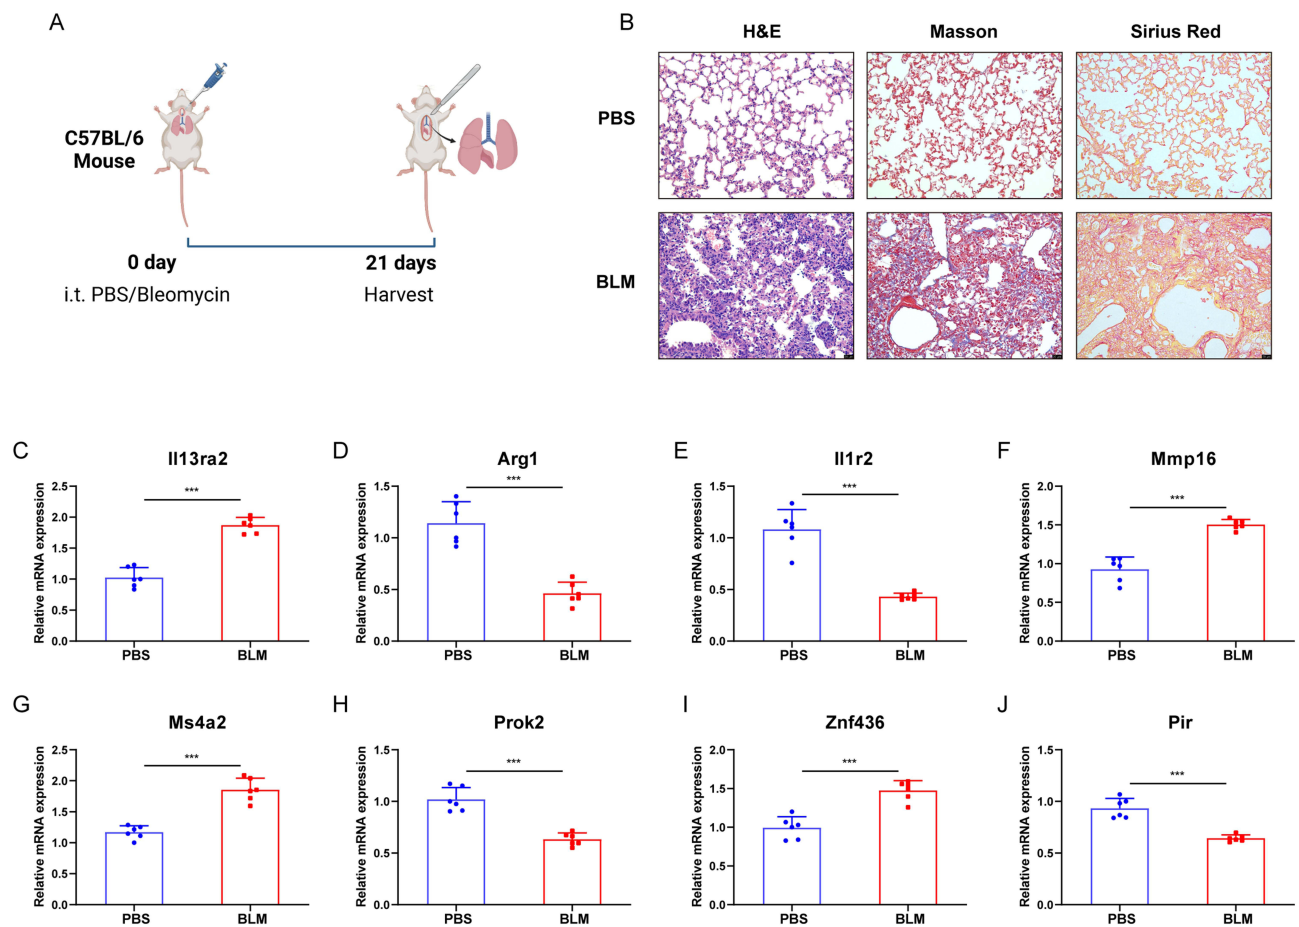 A
C57BL/6
Mouse
0 day
21 days
i.t. PBS/Bleomycin
Harvest
B
H&E
Masson
Sirius Red
PBS
BLM
C
Il13ra2
***
Relative mRNA expression
2.5
2.0
1.5
1.0
0.5
0.0
PBS
BLM
D
Arg1
***
Relative mRNA expression
1.5
1.0
0.5
0.0
PBS
BLM
E
Il1r2
***
Relative mRNA expression
1.5
1.0
0.5
0.0
PBS
BLM
F
Mmp16
***
Relative mRNA expression
2.0
1.5
1.0
0.5
0.0
PBS
BLM
G
Ms4a2
***
Relative mRNA expression
2.5
2.0
1.5
1.0
0.5
0.0
PBS
BLM
H
Prok2
***
Relative mRNA expression
1.5
1.0
0.5
0.0
PBS
BLM
I
Znf436
***
Relative mRNA expression
2.0
1.5
1.0
0.5
0.0
PBS
BLM
J
Pir
***
Relative mRNA expression
1.5
1.0
0.5
0.0
PBS
BLM